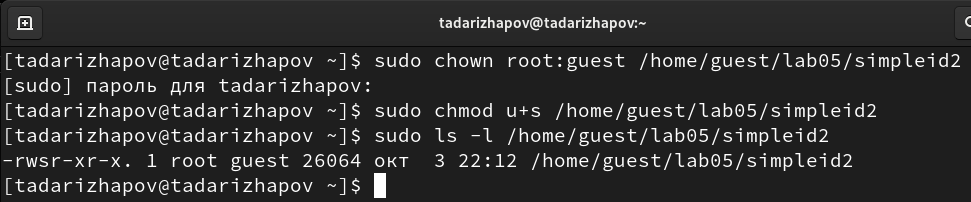 tadarizhapov@tadarizhapov:~
[tadarizhapov@tadarizhapov ~]$ sudo chown root:guest /home/guest/lab05/simpleid2
[sudo] пароль для tadarizhapov:
[tadarizhapov@tadarizhapov ~]$ sudo chmod u+s /home/guest/lab05/simpleid2
[tadarizhapov@tadarizhapov ~]$ sudo ls -l /home/guest/lab05/simpleid2
-rwsr-xr-x. 1 root guest 26064 окт  3 22:12 /home/guest/lab05/simpleid2
[tadarizhapov@tadarizhapov ~]$